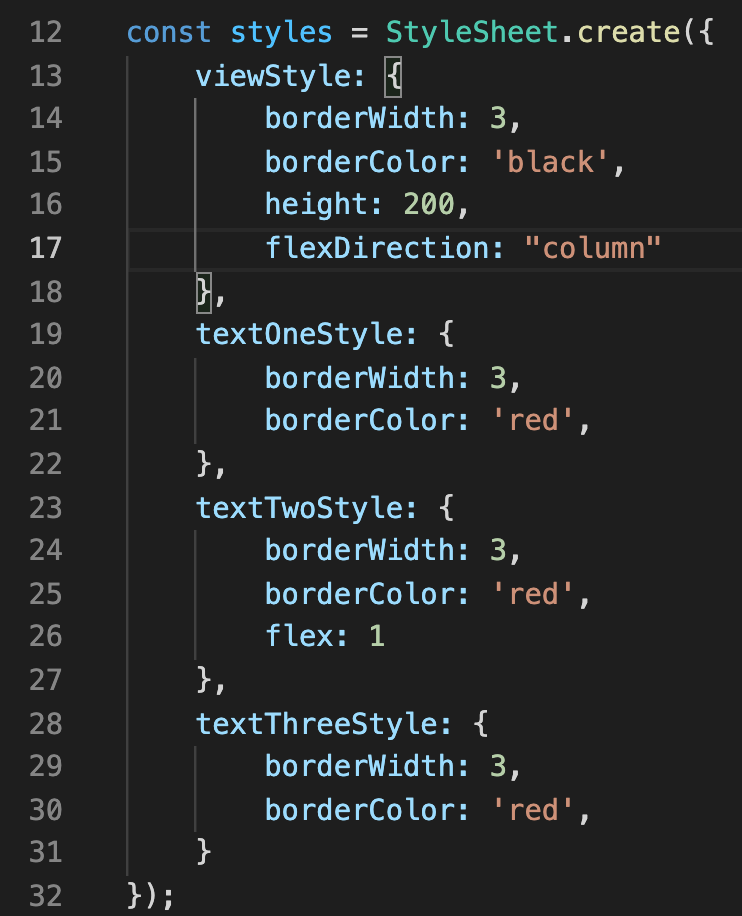 12 const styles = StyleSheet.create({
13 viewStyle: {
14 borderWidth: 3,
15 borderColor: 'black',
16 height: 200,
17 flexDirection: "column"
18 },
19 textOneStyle: {
20 borderWidth: 3,
21 borderColor: 'red',
22 },
23 textTwoStyle: {
24 borderWidth: 3,
25 borderColor: 'red',
26 flex: 1
27 },
28 textThreeStyle: {
29 borderWidth: 3,
30 borderColor: 'red',
31 }
32 });